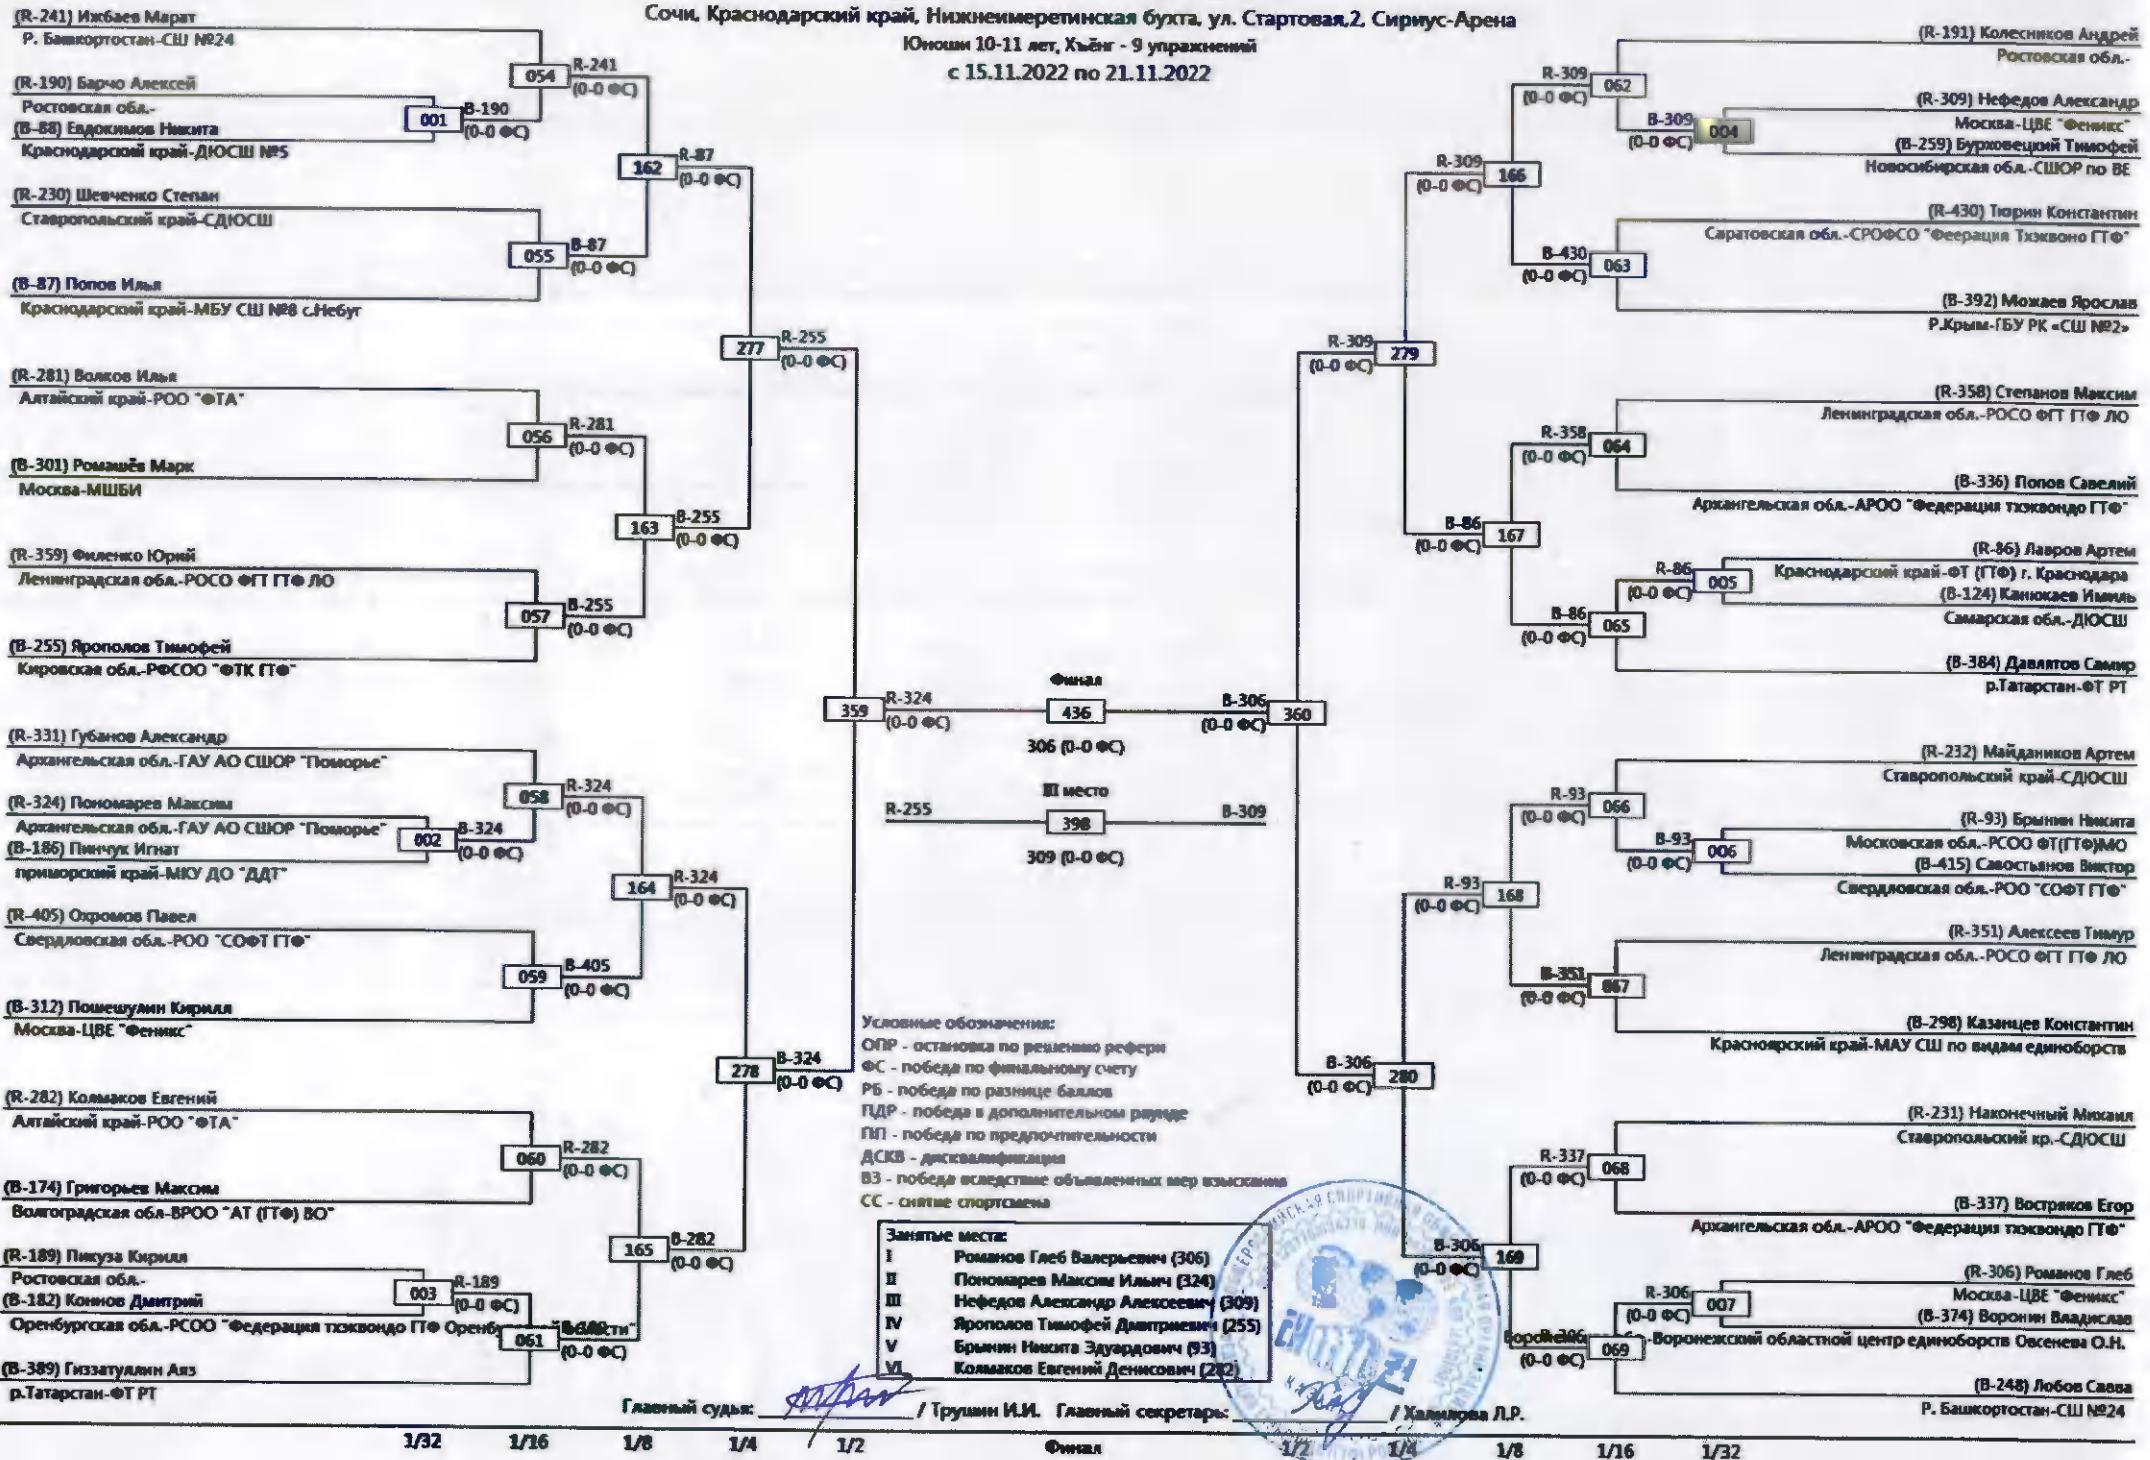 Сочи, Краснодарский край, Нижнеимеретинская бухта, ул. Стартовая,2, Сириус-Арена
Юноши 10-11 лет, Хъёнг - 9 упражнений
с 15.11.2022 по 21.11.2022
(R-241) Ижбаев Марат
Р. Башкортостан-СШ №24
(R-190) Барчо Алексей
Ростовская обл.-
(B-88) Евдокимов Никита
Краснодарский край-ДЮСШ №5
(R-230) Шевченко Степан
Ставропольский край-СДЮСШ
(B-87) Попов Илья
Краснодарский край-МБУ СШ №8 с.Небуг
(R-281) Волков Илья
Алтайский край-РОО "ФТА"
(B-301) Ромашёв Марк
Москва-МШБИ
(R-359) Филенко Юрий
Ленинградская обл.-РОСО ФГТ ГТФ ЛО
(B-255) Ярополов Тимофей
Кировская обл.-РФСОО "ФТК ГТФ"
(R-331) Губанов Александр
Архангельская обл.-ГАУ АО СШОР "Поморье"
(R-324) Пономарев Максим
Архангельская обл.-ГАУ АО СШОР "Поморье"
(B-186) Пинчук Игнат
приморский край-МКУ ДО "ДДТ"
(R-405) Охромов Павел
Свердловская обл.-РОО "СОФТ ГТФ"
(B-312) Пошешулин Кирилл
Москва-ЦВЕ "Феникс"
(R-282) Колмаков Евгений
Алтайский край-РОО "ФТА"
(B-174) Григорьев Максим
Волгоградская обл-ВРОО "АТ (ГТФ) ВО"
(R-189) Пикуза Кирилл
Ростовская обл.-
(B-182) Коннов Дмитрий
Оренбургская обл.-РСОО "Федерация тхэквондо ГТФ
(B-389) Гиззатуллин Аяз
р.Татарстан-ФТ РТ
001
B-190
(0-0 ФС)
002
B-324
(0-0 ФС)
003
R-189
(0-0 ФС)
054
R-241
(0-0 ФС)
055
B-87
(0-0 ФС)
056
R-281
(0-0 ФС)
057
B-255
(0-0 ФС)
058
R-324
(0-0 ФС)
059
B-405
(0-0 ФС)
060
R-282
(0-0 ФС)
061
(0-0 ФС)
162
R-87
(0-0 ФС)
163
B-255
(0-0 ФС)
164
R-324
(0-0 ФС)
165
B-282
(0-0 ФС)
277
R-255
(0-0 ФС)
278
B-324
(0-0 ФС)
359
R-324
(0-0 ФС)
Финал
436
306 (0-0 ФС)
III место
R-255
398
B-309
309 (0-0 ФС)
B-306
(0-0 ФС)
360
R-309
(0-0 ФС)
279
B-306
(0-0 ФС)
280
R-309
(0-0 ФС)
166
B-86
(0-0 ФС)
167
R-93
(0-0 ФС)
168
B-306
(0-0 ФС)
169
R-309
(0-0 ФС)
062
B-430
(0-0 ФС)
063
R-358
(0-0 ФС)
064
B-86
(0-0 ФС)
065
R-93
(0-0 ФС)
066
B-351
(0-0 ФС)
067
R-337
(0-0 ФС)
068
(0-0 ФС)
069
B-309
(0-0 ФС)
004
R-86
(0-0 ФС)
005
B-93
(0-0 ФС)
006
R-306
(0-0 ФС)
007
(R-191) Колесников Андрей
Ростовская обл.-
(R-309) Нефедов Александр
Москва-ЦВЕ "Феникс"
(B-259) Бурховецкий Тимофей
Новосибирская обл.-СШОР по ВЕ
(R-430) Тюрин Константин
Саратовская обл.-СРОФСО "Феерация Тхэквоно ГТФ"
(B-392) Можаев Ярослав
Р.Крым-ГБУ РК «СШ №2»
(R-358) Степанов Максим
Ленинградская обл.-РОСО ФГТ ГТФ ЛО
(B-336) Попов Савелий
Архангельская обл.-АРОО "Федерация тхэквондо ГТФ"
(R-86) Лавров Артем
Краснодарский край-ФТ (ГТФ) г. Краснодара
(B-124) Канюкаев Имиль
Самарская обл.-ДЮСШ
(B-384) Давлятов Самир
р.Татарстан-ФТ РТ
(R-232) Майдаников Артем
Ставропольский край-СДЮСШ
(R-93) Брынин Никита
Московская обл.-РСОО ФТ(ГТФ)МО
(B-415) Савостьянов Виктор
Свердловская обл.-РОО "СОФТ ГТФ"
(R-351) Алексеев Тимур
Ленинградская обл.-РОСО ФГТ ГТФ ЛО
(B-298) Казанцев Константин
Красноярский край-МАУ СШ по видам единоборств
(R-231) Наконечный Михаил
Ставропольский кр.-СДЮСШ
(B-337) Востряков Егор
Архангельская обл.-АРОО "Федерация тхэквондо ГТФ"
(R-306) Романов Глеб
Москва-ЦВЕ "Феникс"
(B-374) Воронин Владислав
-Воронежский областной центр единоборств Овсенева О.Н.
(B-248) Лобов Савва
Р. Башкортостан-СШ №24
Условные обозначения:
ОПР - остановка по решению рефери
ФС - победа по финальному счету
РБ - победа по разнице баллов
ПДР - победа в дополнительном раунде
ПП - победа по предпочтительности
ДСКВ - дисквалификация
ВЗ - победа вследствие объявленных мер взыскания
СС - снятие спортсмена
Занятые места:
I Романов Глеб Валерьевич (306)
II Пономарев Максим Ильич (324)
III Нефедов Александр Алексеевич (309)
IV Ярополов Тимофей Дмитриевич (255)
V Брынин Никита Эдуардович (93)
VI Колмаков Евгений Денисович (282)
Главный судья: / Трушин И.И. Главный секретарь: / Халилова Л.Р.
1/32 1/16 1/8 1/4 1/2 Финал 1/2 1/4 1/8 1/16 1/32